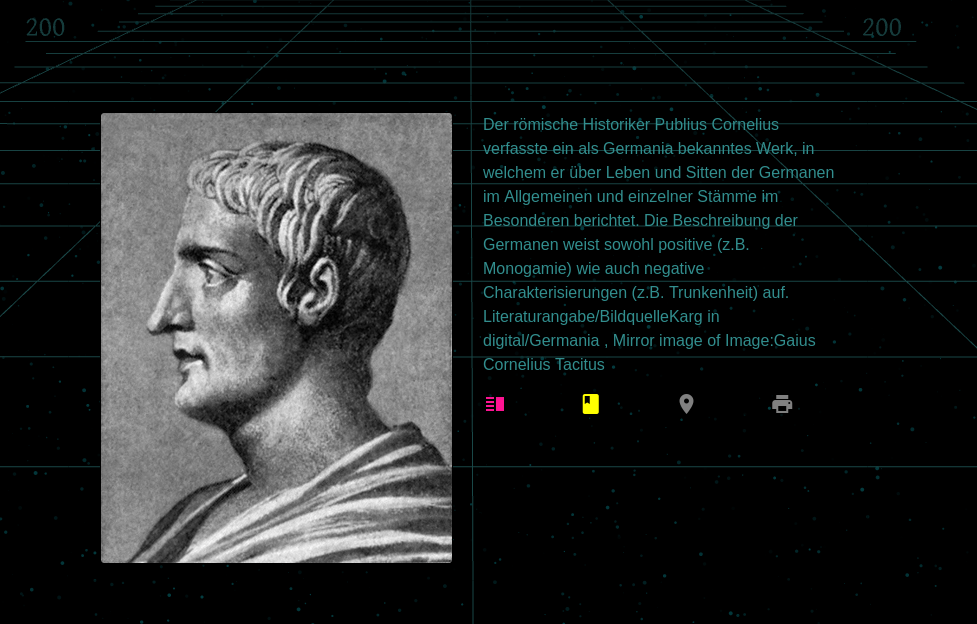 200
200
Der römische Historiker Publius Cornelius
verfasste ein als Germania bekanntes Werk, in
welchem er über Leben und Sitten der Germanen
im Allgemeinen und einzelner Stämme im
Besonderen berichtet. Die Beschreibung der
Germanen weist sowohl positive (z.B.
Monogamie) wie auch negative
Charakterisierungen (z.B. Trunkenheit) auf.
Literaturangabe/BildquelleKarg in
digital/Germania , Mirror image of Image:Gaius
Cornelius Tacitus